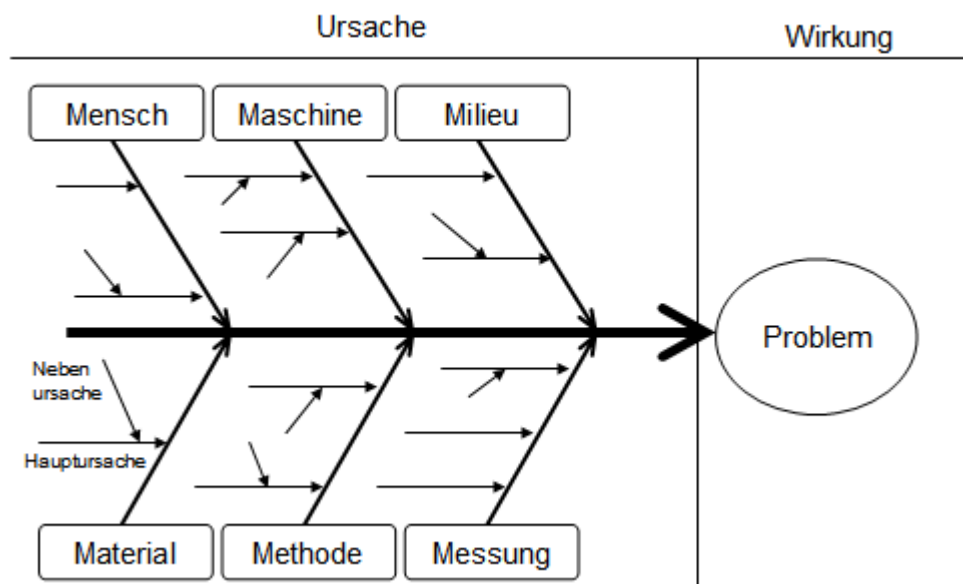 Ursache
Wirkung
Mensch
Maschine
Milieu
Problem
Neben
ursache
Hauptursache
Material
Methode
Messung